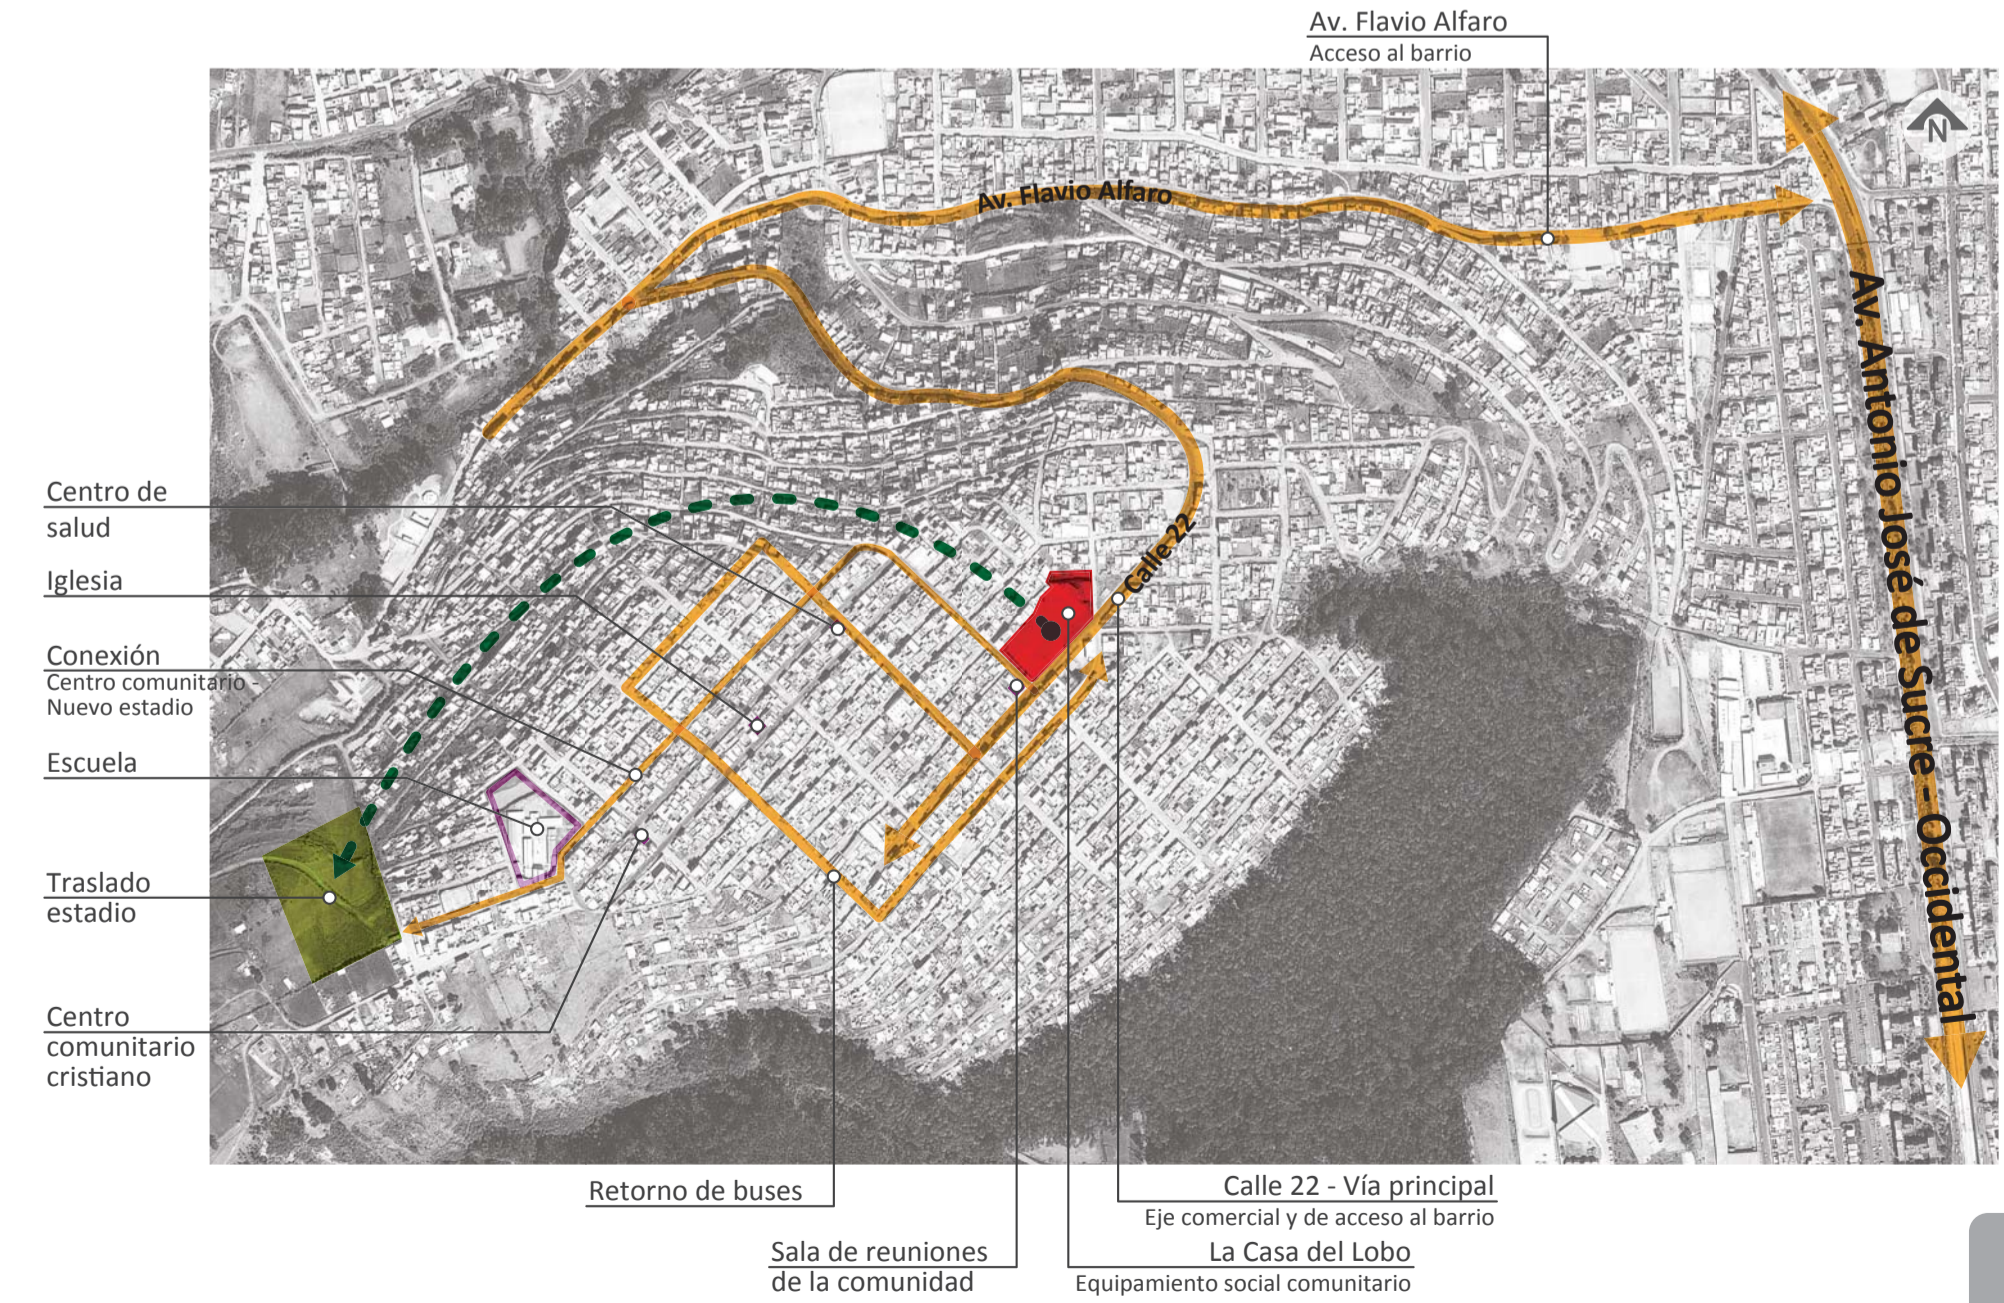 Av. Flavio Alfaro
Acceso al barrio
N
Av. Flavio Alfaro
Av. Antonio José de Sucre - Occidental
Calle 22
Centro de
salud
Iglesia
Conexión
Centro comunitario -
Nuevo estadio
Escuela
Traslado
estadio
Centro
comunitario
cristiano
Retorno de buses
Sala de reuniones
de la comunidad
Calle 22 - Vía principal
Eje comercial y de acceso al barrio
La Casa del Lobo
Equipamiento social comunitario